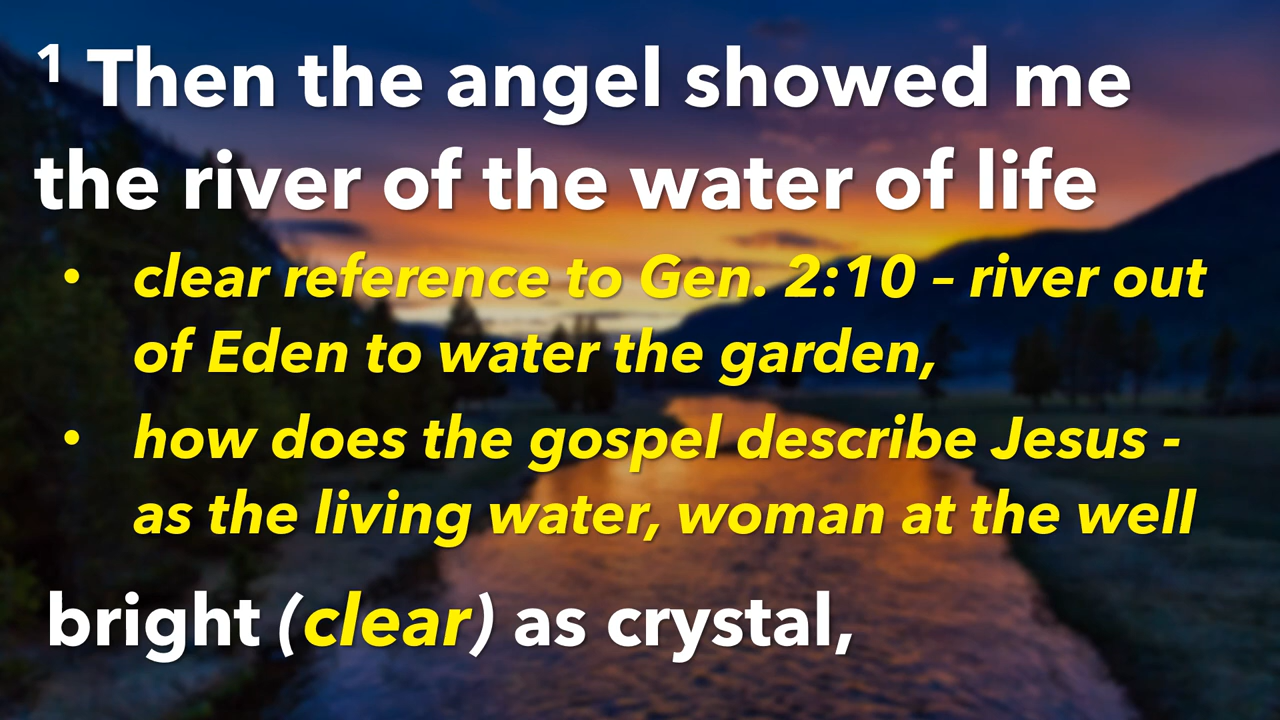 1 Then the angel showed me
the river of the water of life
• clear reference to Gen. 2:10 – river out
of Eden to water the garden,
• how does the gospel describe Jesus -
as the living water, woman at the well
bright (clear) as crystal,